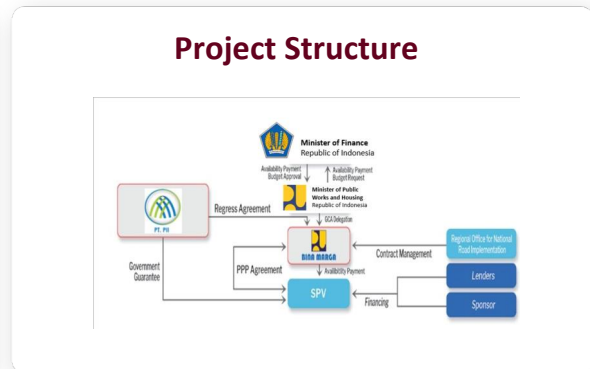 Project Structure
Minister of Finance
Republic of Indonesia
Availability Payment
Budget Approval
Availability Payment
Budget Request
Minister of Public
Works and Housing
Republic of Indonesia
PT. PII
Regress Agreement
GCA Delegation
BINA MARGA
Contract Management
Regional Office for National
Road Implementation
Government
Guarantee
PPP Agreement
Availibility Payment
SPV
Financing
Lenders
Sponsor